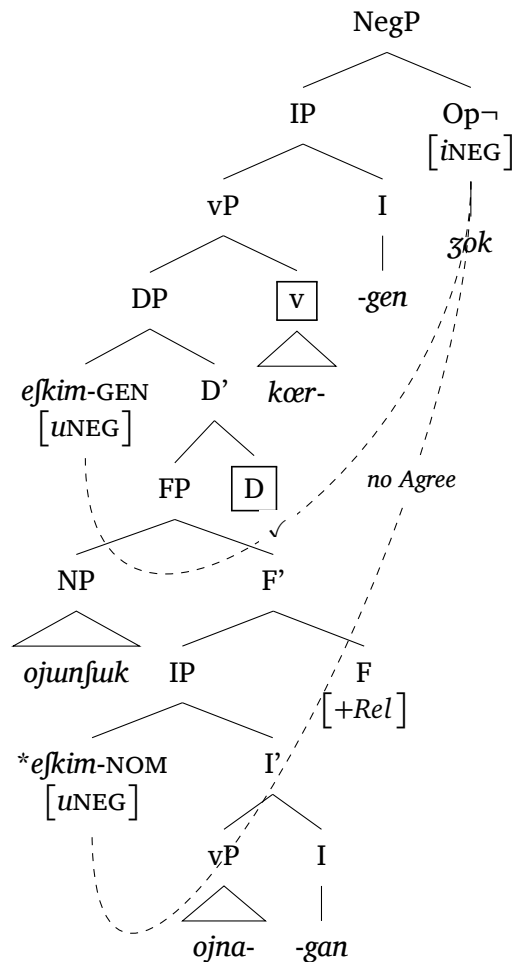 NegP
IP Op¬
[iNEG]
vP I
ʒok
DP v -gen
eʃkim-GEN D’ kœr-
[uNEG]
FP D no Agree
✓
NP F’
ojɯnʃɯk IP F
[+Rel]
*eʃkim-NOM I’
[uNEG]
vP I
ojna- -gan